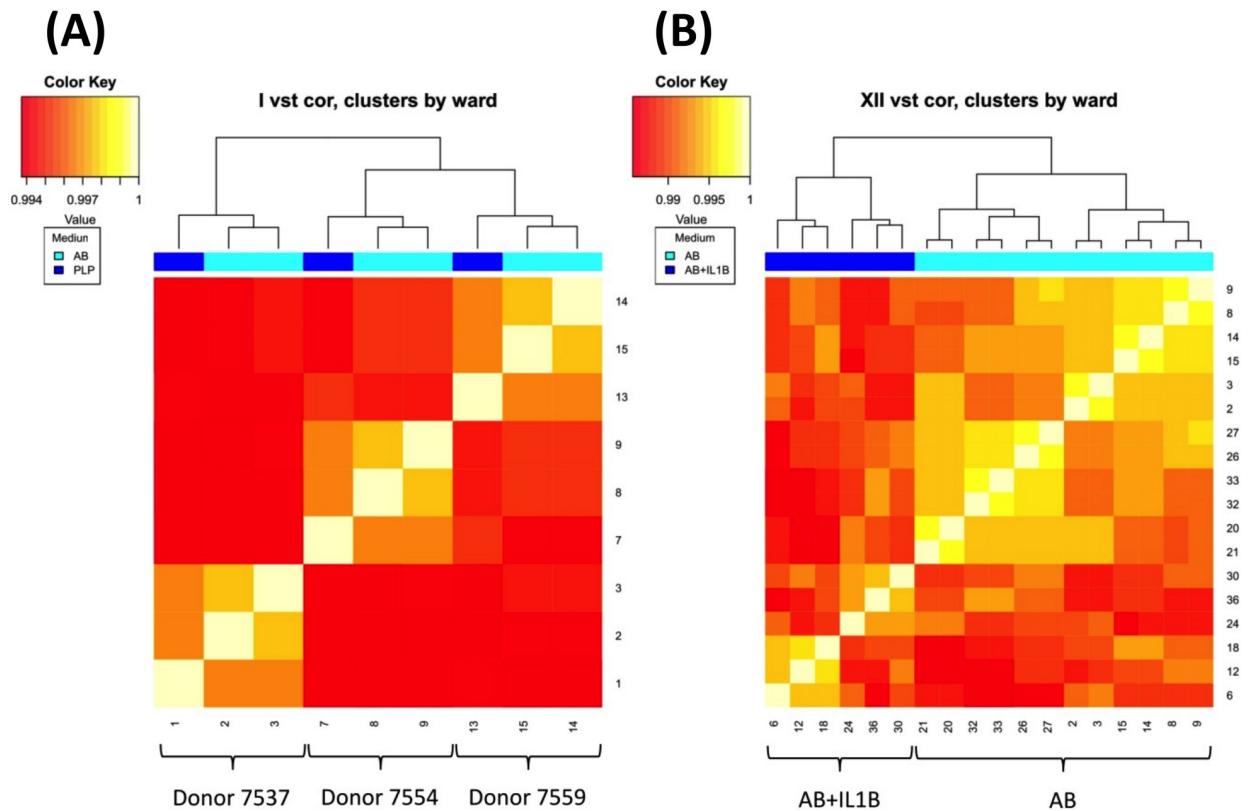 (A)
Color Key
0.994 0.997 1
Value
Medium
AB
PLP
I vst cor, clusters by ward
14
15
13
9
8
7
3
2
1
1 2 3 7 8 9 13 15 14
Donor 7537 Donor 7554 Donor 7559
(B)
Color Key
0.99 0.995 1
Value
Medium
AB
AB+IL1B
XII vst cor, clusters by ward
9
8
14
15
3
2
27
26
33
32
20
21
30
36
24
18
12
6
6 12 18 24 36 30 21 20 32 33 26 27 2 3 15 14 8 9
AB+IL1B AB